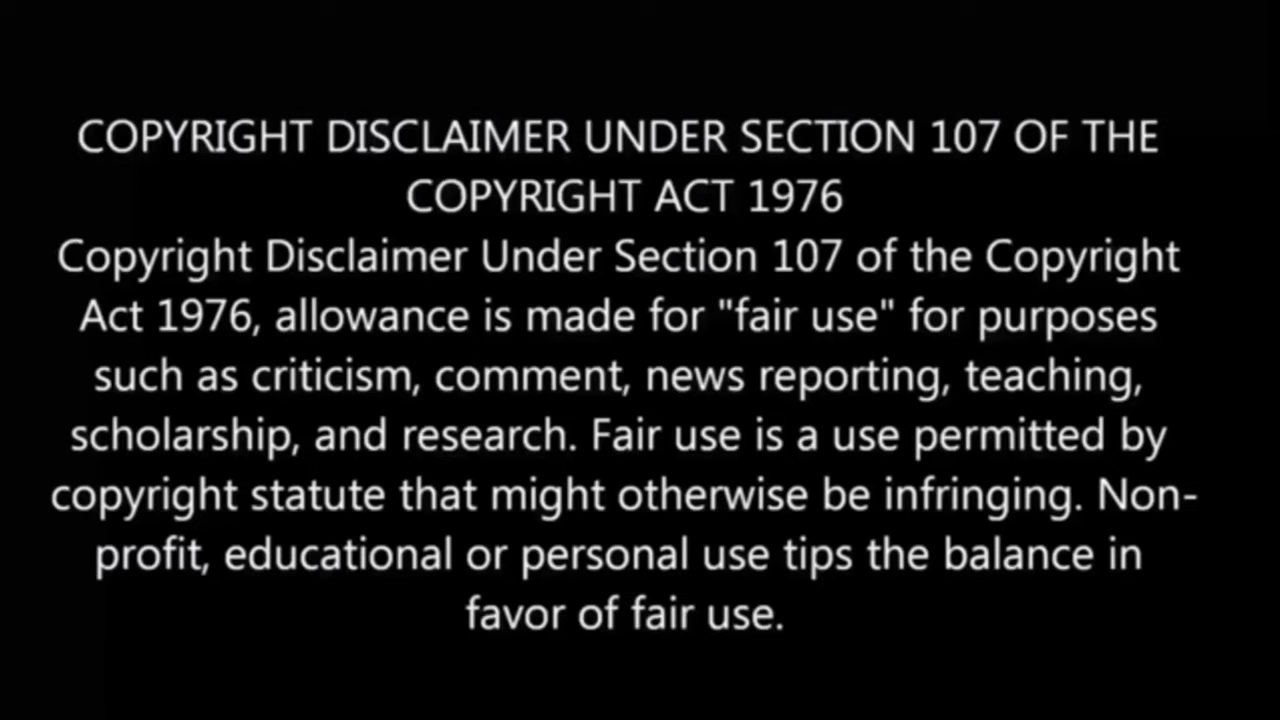 COPYRIGHT DISCLAIMER UNDER SECTION 107 OF THE
COPYRIGHT ACT 1976
Copyright Disclaimer Under Section 107 of the Copyright
Act 1976, allowance is made for "fair use" for purposes
such as criticism, comment, news reporting, teaching,
scholarship, and research. Fair use is a use permitted by
copyright statute that might otherwise be infringing. Non-
profit, educational or personal use tips the balance in
favor of fair use.